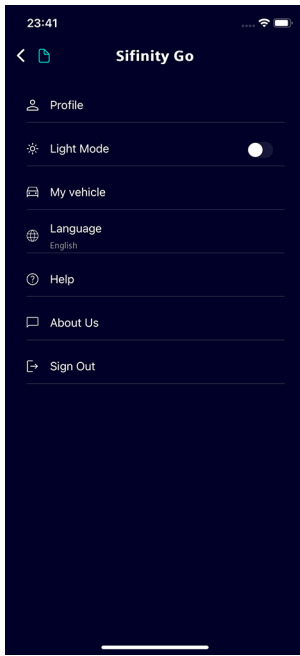 23:41
Sifinity Go
Profile
Light Mode
My vehicle
Language
English
Help
About Us
Sign Out